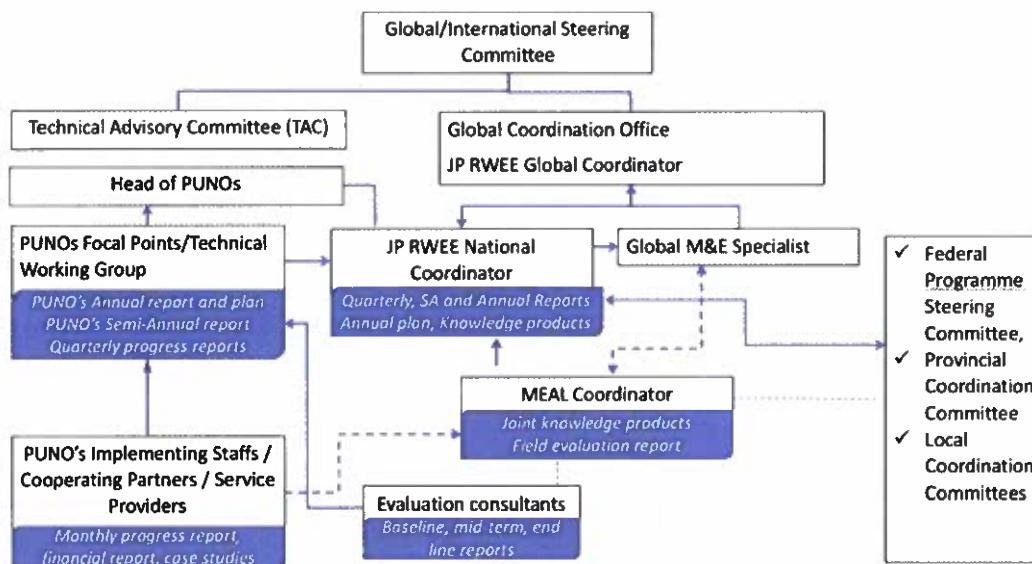 Global/International Steering
Committee
Technical Advisory Committee (TAC)
Global Coordination Office
JP RWEE Global Coordinator
Head of PUNOs
PUNOs Focal Points/Technical
Working Group
PUNO's Annual report and plan
PUNO's Semi-Annual report
Quarterly progress reports
JP RWEE National
Coordinator
Quarterly, SA and Annual Reports
Annual plan, Knowledge products
Global M&E Specialist
✓ Federal
Programme
Steering
Committee,
✓ Provincial
Coordination
Committee
✓ Local
Coordination
Committees
MEAL Coordinator
Joint knowledge products
Field evaluation report
PUNO's Implementing Staffs /
Cooperating Partners / Service
Providers
Monthly progress report,
financial report, case studies
Evaluation consultants
Baseline, mid term, end
line reports